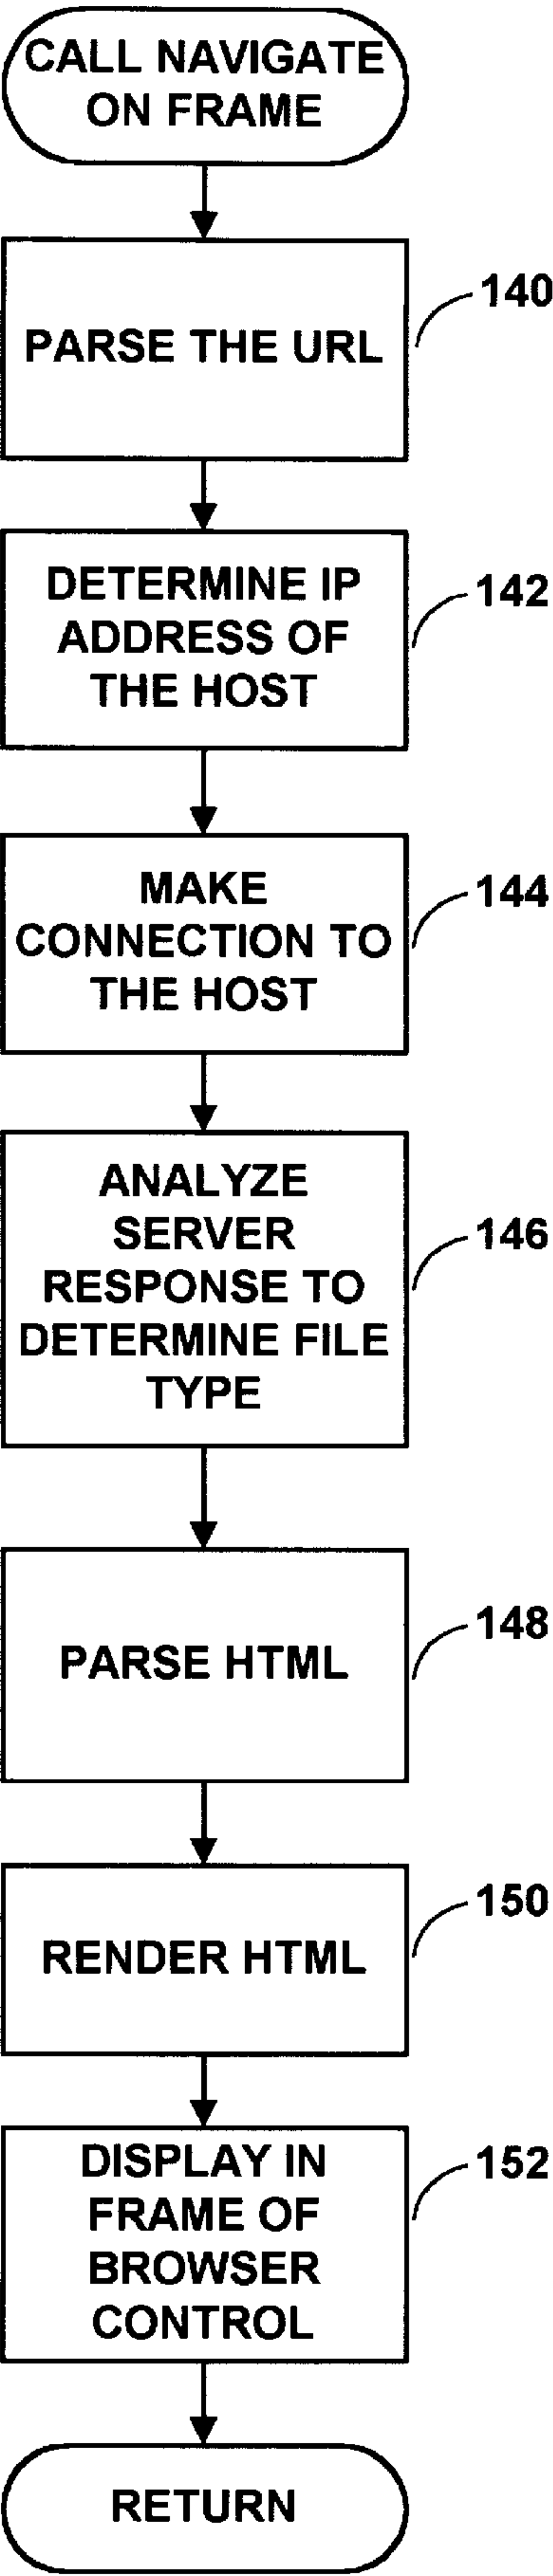 CALL NAVIGATE
ON FRAME
140
PARSE THE URL
DETERMINE IP
ADDRESS OF
THE HOST
142
MAKE
CONNECTION TO
THE HOST
144
ANALYZE
SERVER
RESPONSE TO
DETERMINE FILE
TYPE
146
PARSE HTML
148
RENDER HTML
150
DISPLAY IN
FRAME OF
BROWSER
CONTROL
152
RETURN